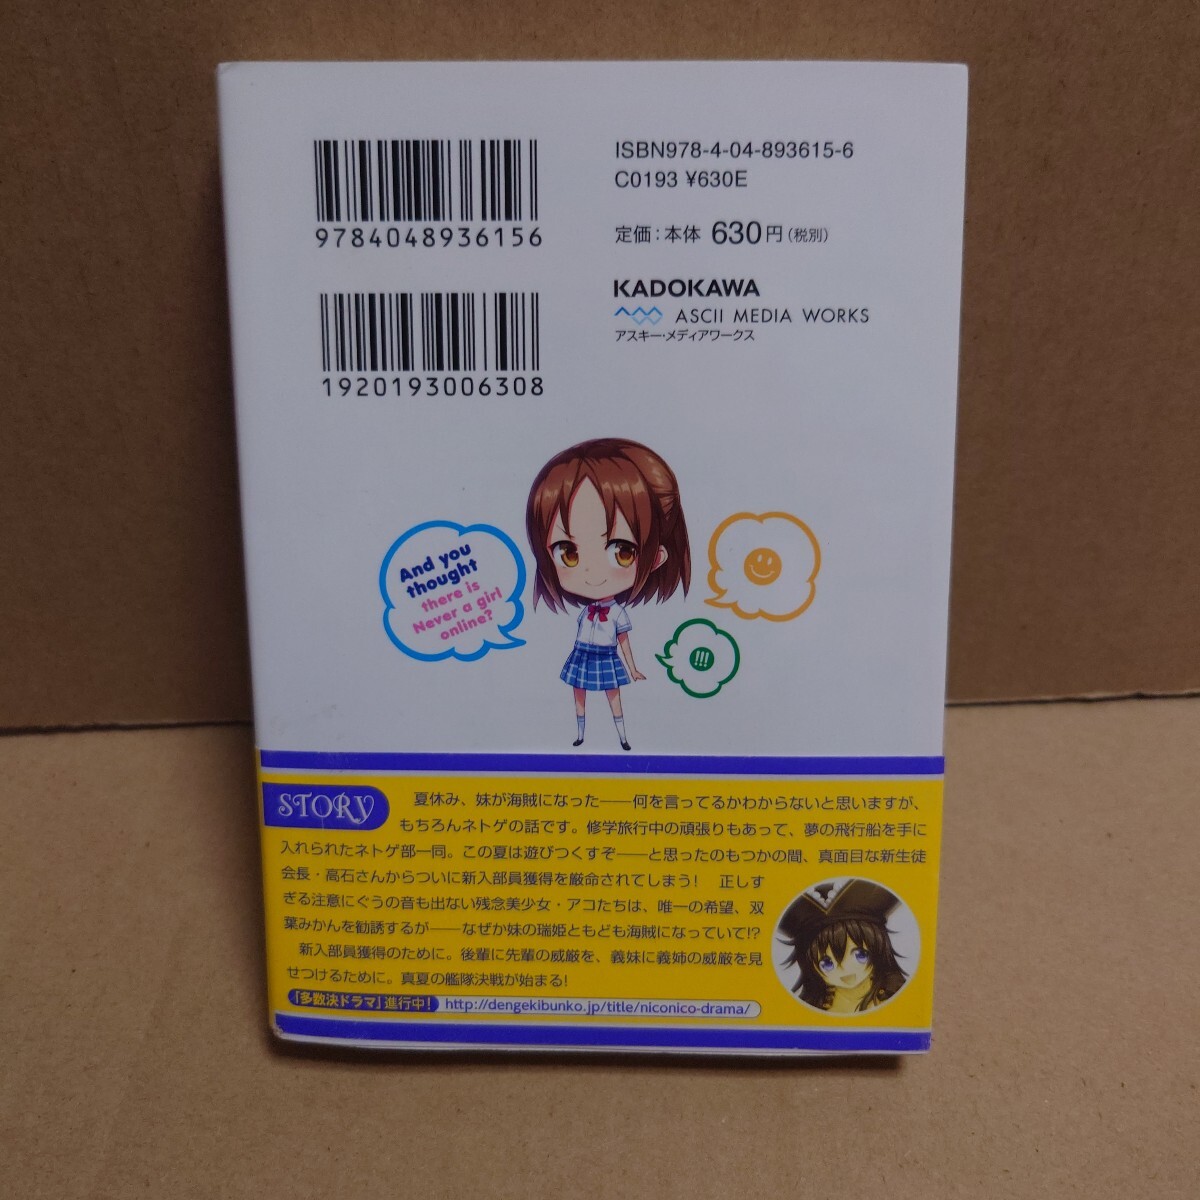 ISBN978-4-04-893615-6
C0193 ¥630E
9784048936156
定価:本体 630円(税別)
KADOKAWA
ASCII MEDIA WORKS
アスキー・メディアワークス
1920193006308
And you
thought
there is
Never a girl
online?
!!!
STORY
夏休み、妹が海賊になった――何を言ってるかわからないと思いますが、
もちろんネトゲの話です。修学旅行中の頑張りもあって、夢の飛行船を手に
入れられたネトゲ部一同。この夏は遊びつくすぞ――と思ったのもつかの間、真面目な新生徒
会長・高石さんからついに新入部員獲得を厳命されてしまう! 正しす
ぎる注意にぐうの音も出ない残念美少女・アコたちは、唯一の希望、双
葉みかんを勧誘するが――なぜか妹の瑞姫ともども海賊になっていて!?
新入部員獲得のために。後輩に先輩の威厳を、義妹に義姉の威厳を見
せつけるために。真夏の艦隊決戦が始まる!
「多数決ドラマ」進行中! http://dengekibunko.jp/title/niconico-drama/